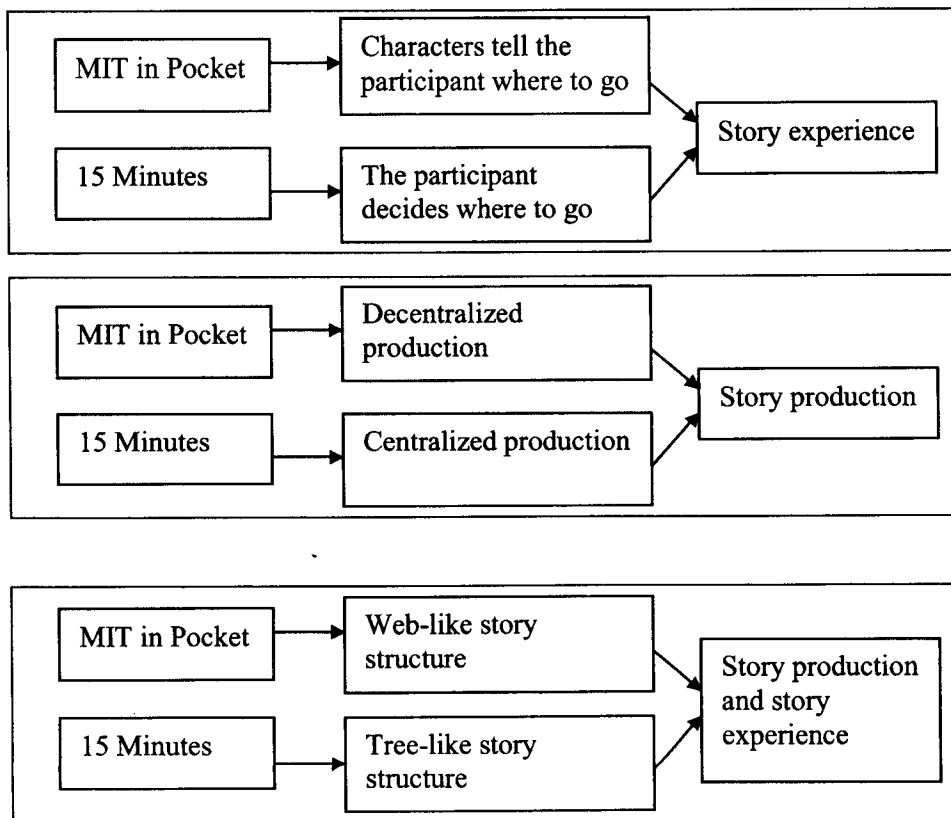 MIT in Pocket
Characters tell the
participant where to go
15 Minutes
The participant
decides where to go
Story experience
MIT in Pocket
Decentralized
production
15 Minutes
Centralized production
Story production
MIT in Pocket
Web-like story
structure
15 Minutes
Tree-like story
structure
Story production
and story
experience